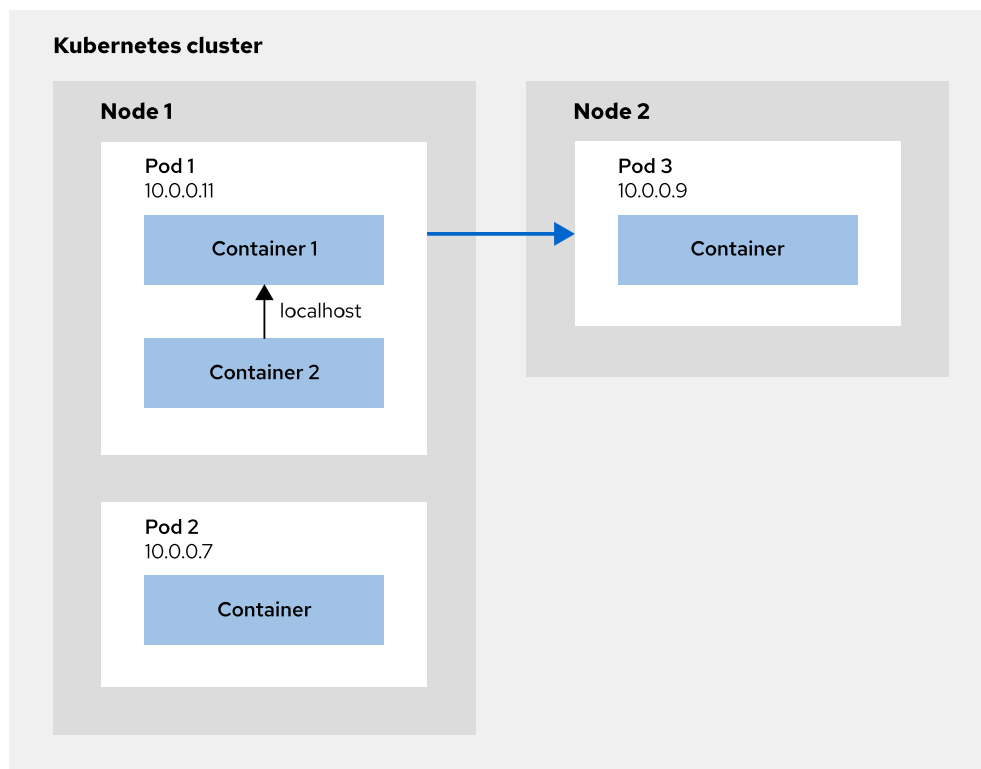 Kubernetes cluster
Node 1
Pod 1
10.0.0.11
Container 1
localhost
Container 2
Pod 2
10.0.0.7
Container
Node 2
Pod 3
10.0.0.9
Container